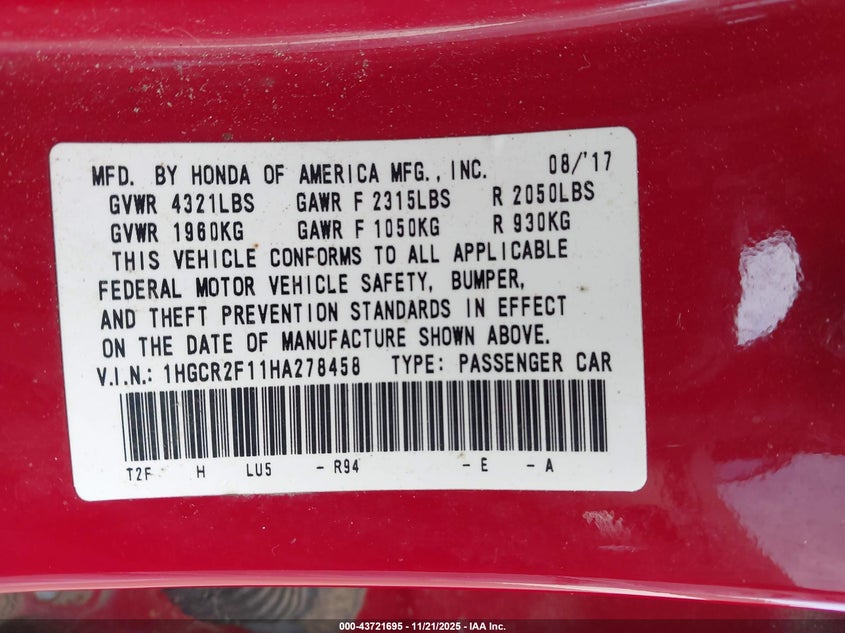 MFD. BY HONDA OF AMERICA MFG., INC. 08/'17
GVWR 4321LBS GAWR F 2315LBS R 2050LBS
GVWR 1960KG GAWR F 1050KG R 930KG
THIS VEHICLE CONFORMS TO ALL APPLICABLE
FEDERAL MOTOR VEHICLE SAFETY, BUMPER,
AND THEFT PREVENTION STANDARDS IN EFFECT
ON THE DATE OF MANUFACTURE SHOWN ABOVE.
V.I.N.: 1HGCR2F11HA278458 TYPE: PASSENGER CAR
T2F H LU5 - R94 - E - A
000-43721695 - 11/21/2025 - IAA Inc.